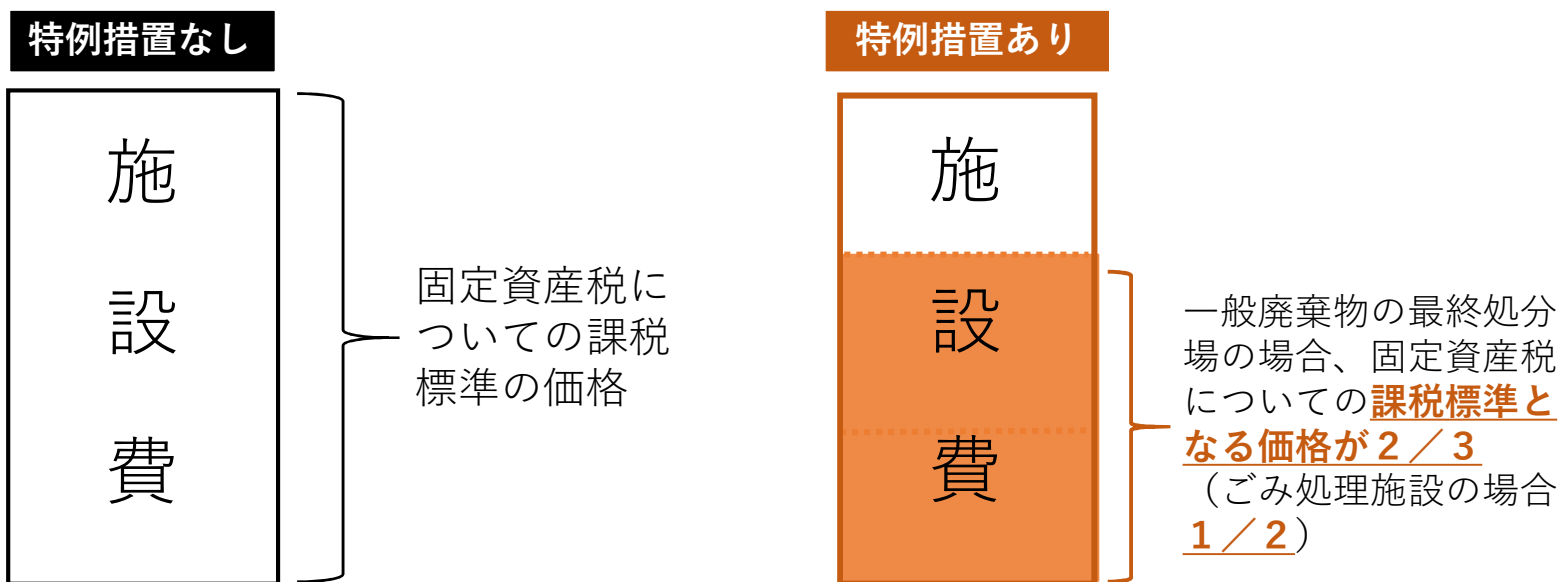 特例措置なし
施
設
費
固定資産税に
ついての課税
標準の価格
特例措置あり
施
設
費
一般廃棄物の最終処分
場の場合、固定資産税
についての課税標準と
なる価格が２／３
（ごみ処理施設の場合
１／２）